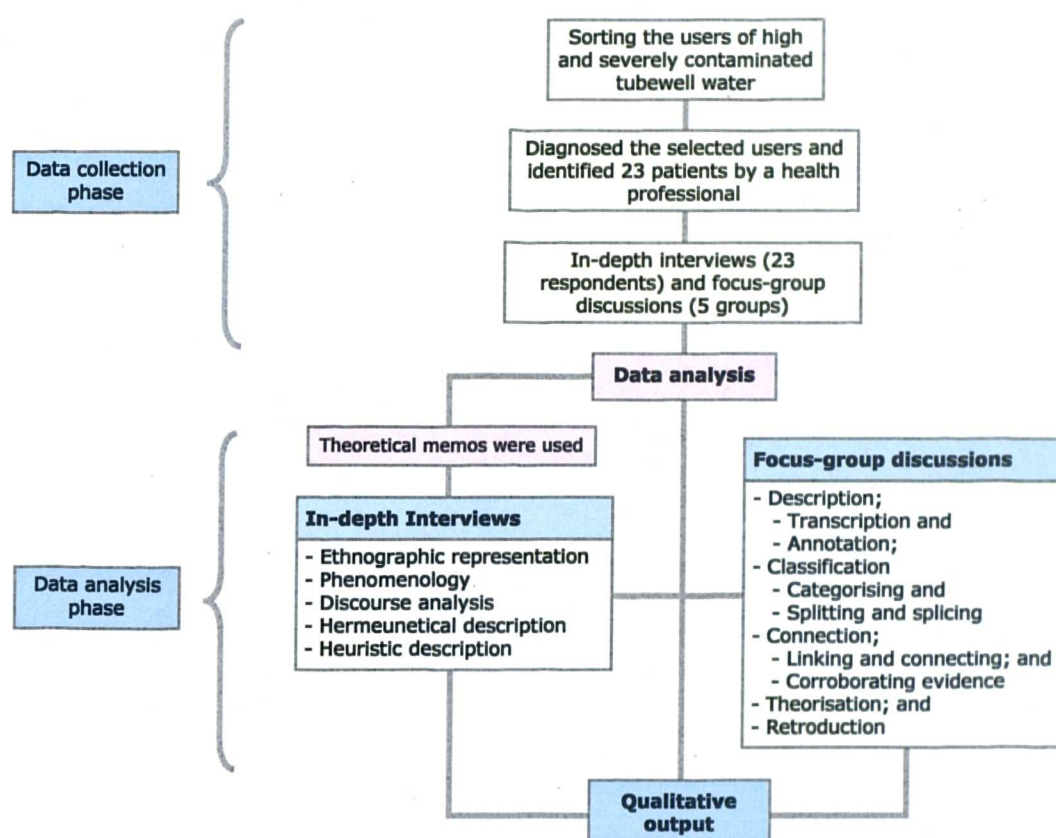 Sorting the users of high
and severely contaminated
tubewell water
Data collection
phase
Diagnosed the selected users and
identified 23 patients by a health
professional
In-depth interviews (23
respondents) and focus-group
discussions (5 groups)
Data analysis
Theoretical memos were used
In-depth Interviews
- Ethnographic representation
- Phenomenology
- Discourse analysis
- Hermeunetical description
- Heuristic description
Focus-group discussions
- Description;
- Transcription and
- Annotation;
- Classification
- Categorising and
- Splitting and splicing
- Connection;
- Linking and connecting; and
- Corroborating evidence
- Theorisation; and
- Retroduction
Data analysis
phase
Qualitative
output